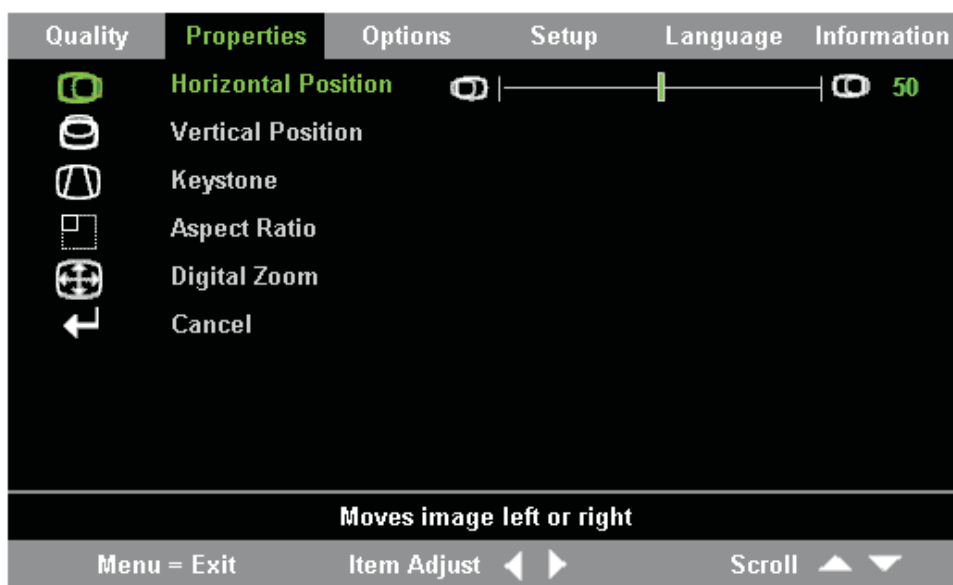 Quality Properties Options Setup Language Information
Horizontal Position 50
Vertical Position
Keystone
Aspect Ratio
Digital Zoom
Cancel
Moves image left or right
Menu = Exit Item Adjust Scroll